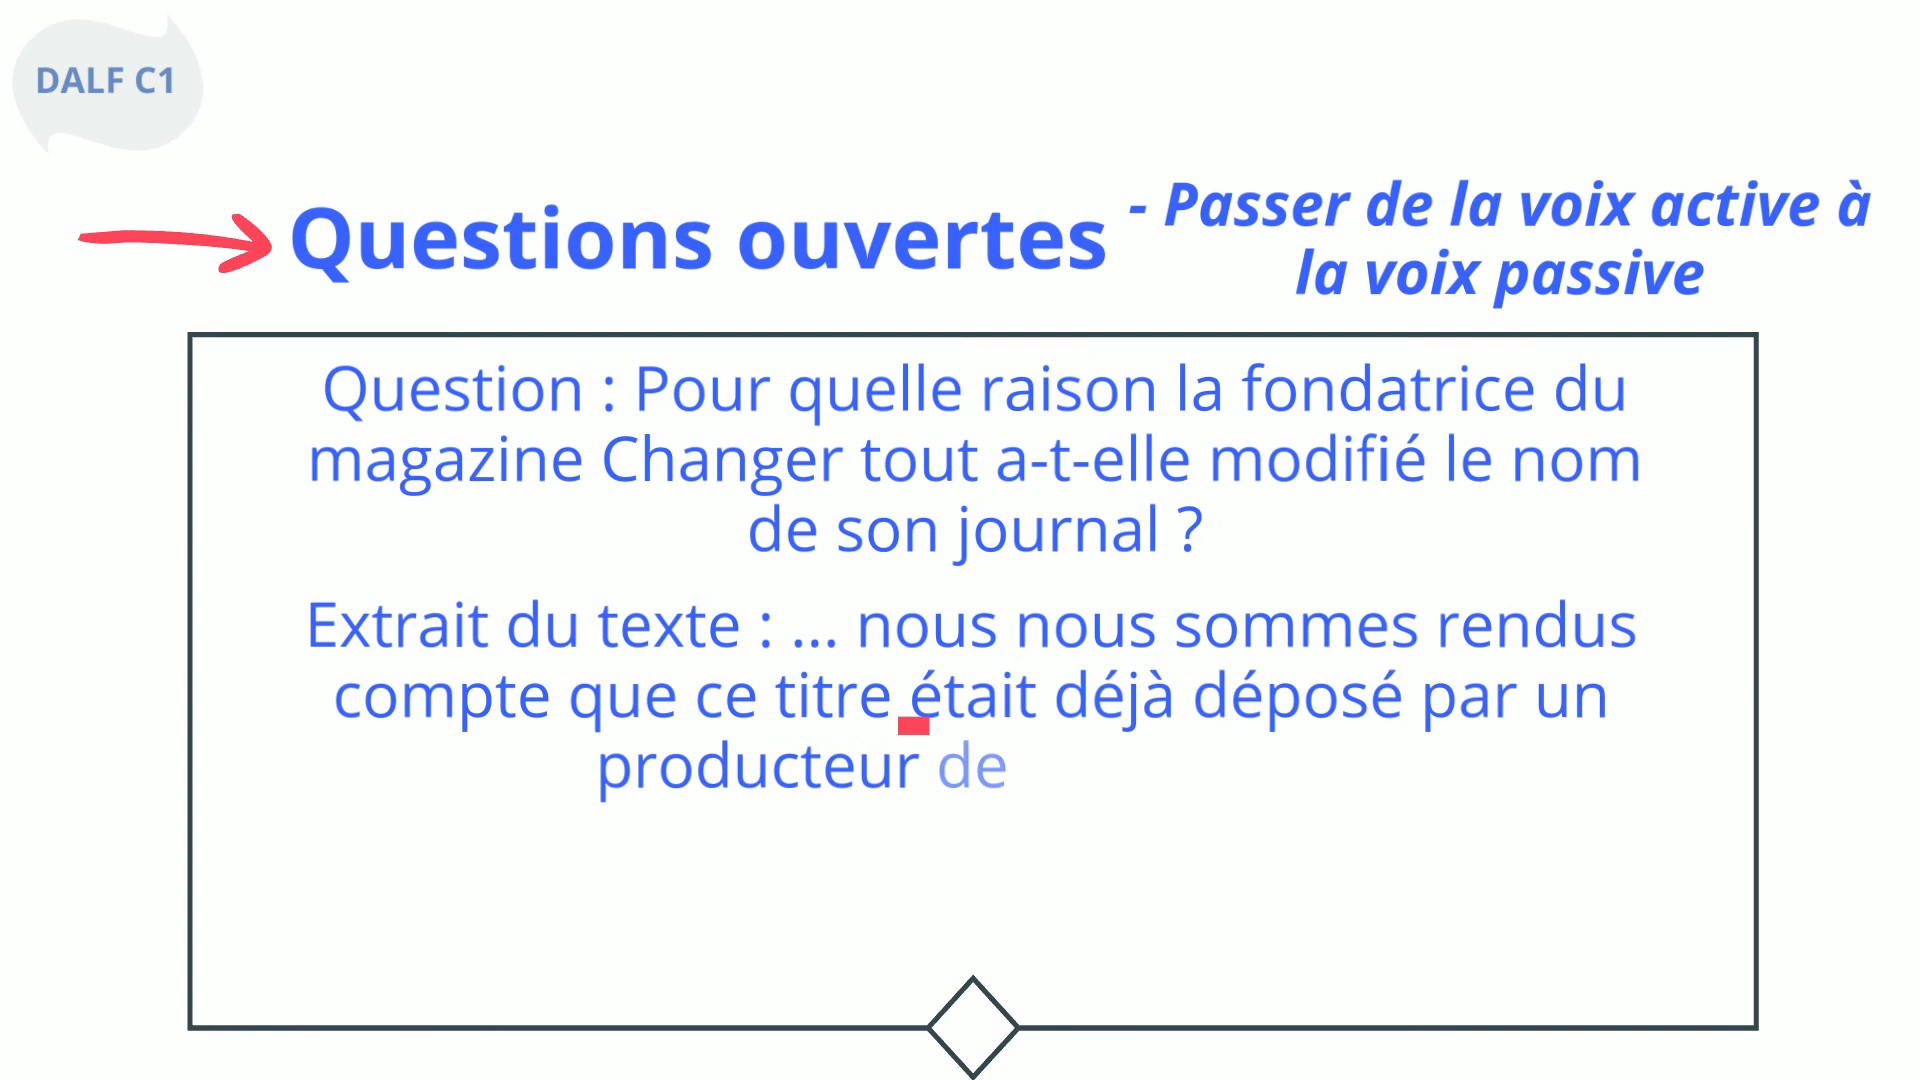 DALF C1
Questions ouvertes
- Passer de la voix active à
la voix passive
Question : Pour quelle raison la fondatrice du
magazine Changer tout a-t-elle modifié le nom
de son journal ?
Extrait du texte : ... nous nous sommes rendus
compte que ce titre était déjà déposé par un
producteur de